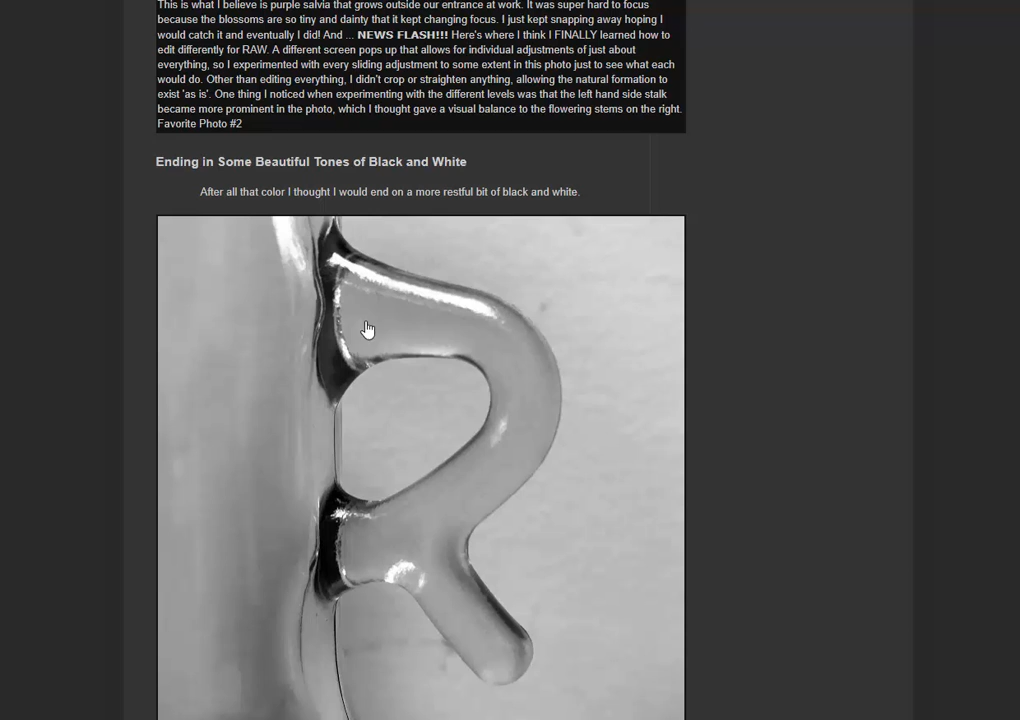 This is what I believe is purple salvia that grows outside our entrance at work. It was super hard to focus
because the blossoms are so tiny and dainty that it kept changing focus. I just kept snapping away hoping I
would catch it and eventually I did! And ... NEWS FLASH!!! Here's where I think I FINALLY learned how to
edit differently for RAW. A different screen pops up that allows for individual adjustments of just about
everything, so I experimented with every sliding adjustment to some extent in this photo just to see what each
would do. Other than editing everything, I didn't crop or straighten anything, allowing the natural formation to
exist 'as is'. One thing I noticed when experimenting with the different levels was that the left hand side stalk
became more prominent in the photo, which I thought gave a visual balance to the flowering stems on the right.
Favorite Photo #2
Ending in Some Beautiful Tones of Black and White
After all that color I thought I would end on a more restful bit of black and white.